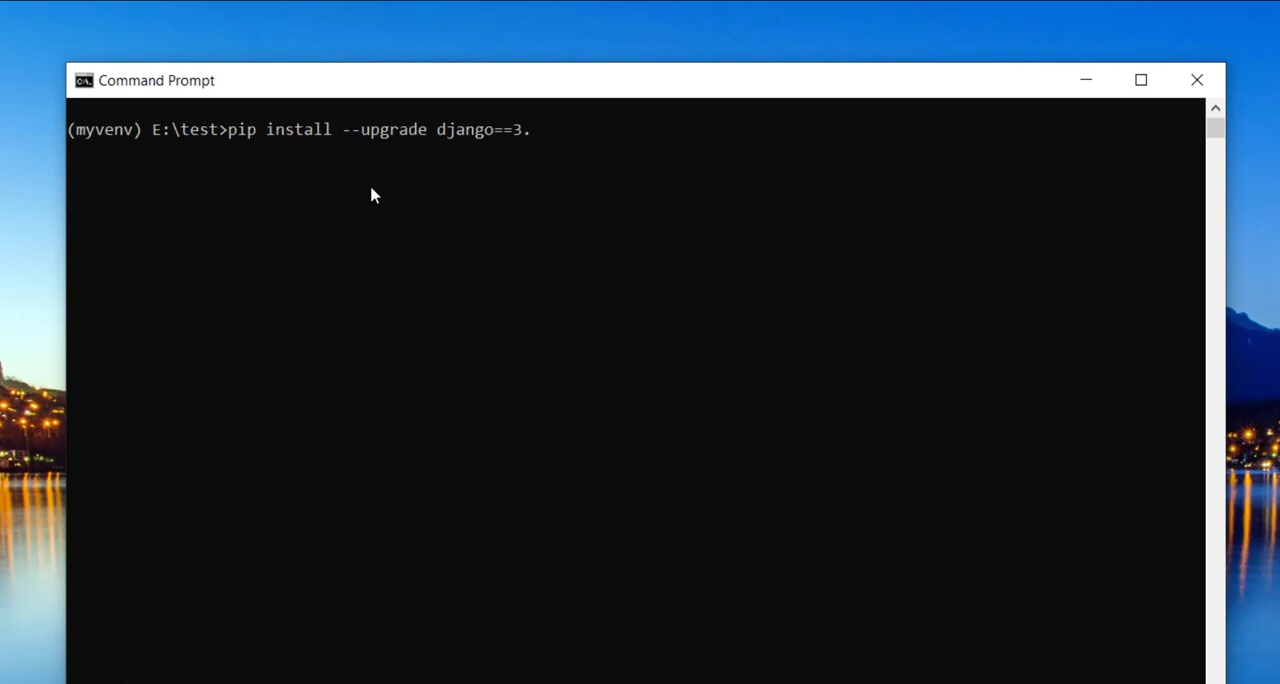 Command Prompt
(myvenv) E:\test>pip install --upgrade django==3.